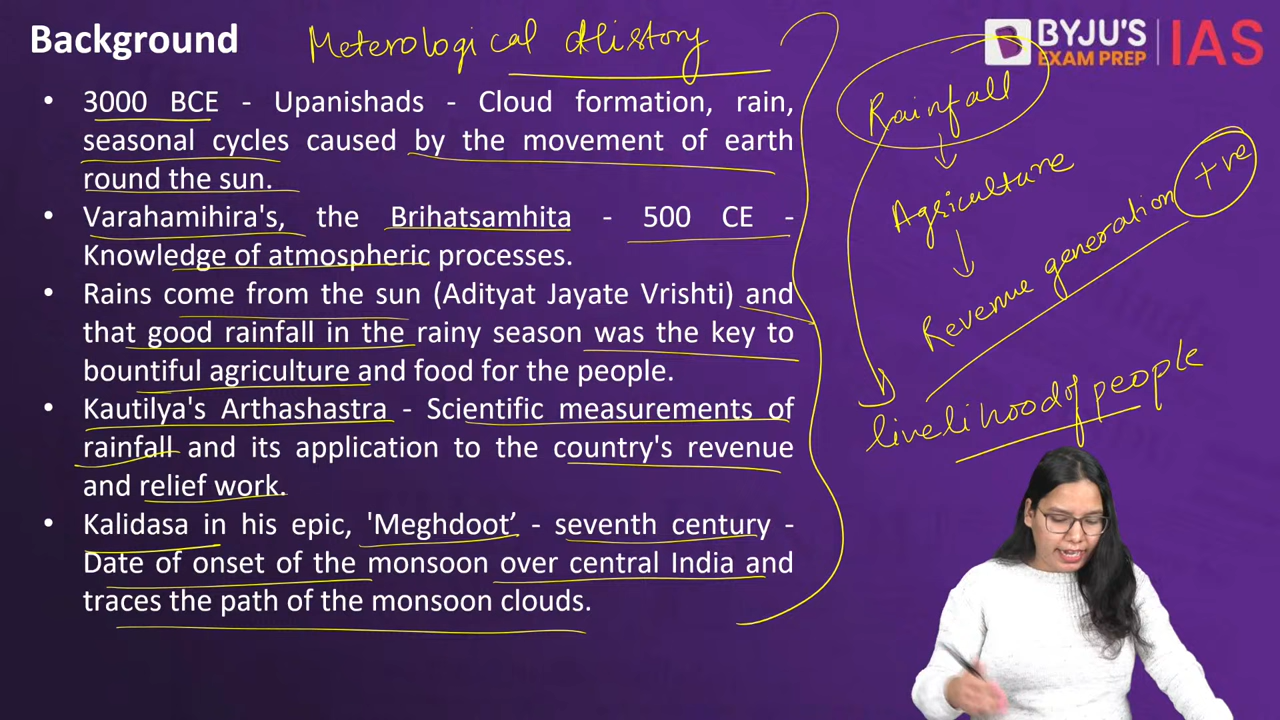 Background
Meterological History
• 3000 BCE - Upanishads - Cloud formation, rain,
seasonal cycles caused by the movement of earth
round the sun.
• Varahamihira's, the Brihatsamhita - 500 CE -
Knowledge of atmospheric processes.
• Rains come from the sun (Adityat Jayate Vrishti) and
that good rainfall in the rainy season was the key to
bountiful agriculture and food for the people.
• Kautilya's Arthashastra - Scientific measurements of
rainfall and its application to the country's revenue
and relief work.
• Kalidasa in his epic, 'Meghdoot’ - seventh century -
Date of onset of the monsoon over central India and
traces the path of the monsoon clouds.
BYJU'S
EXAM PREP
IAS
Rainfall
Agriculture
Revenue generation +ve
livelihood of people